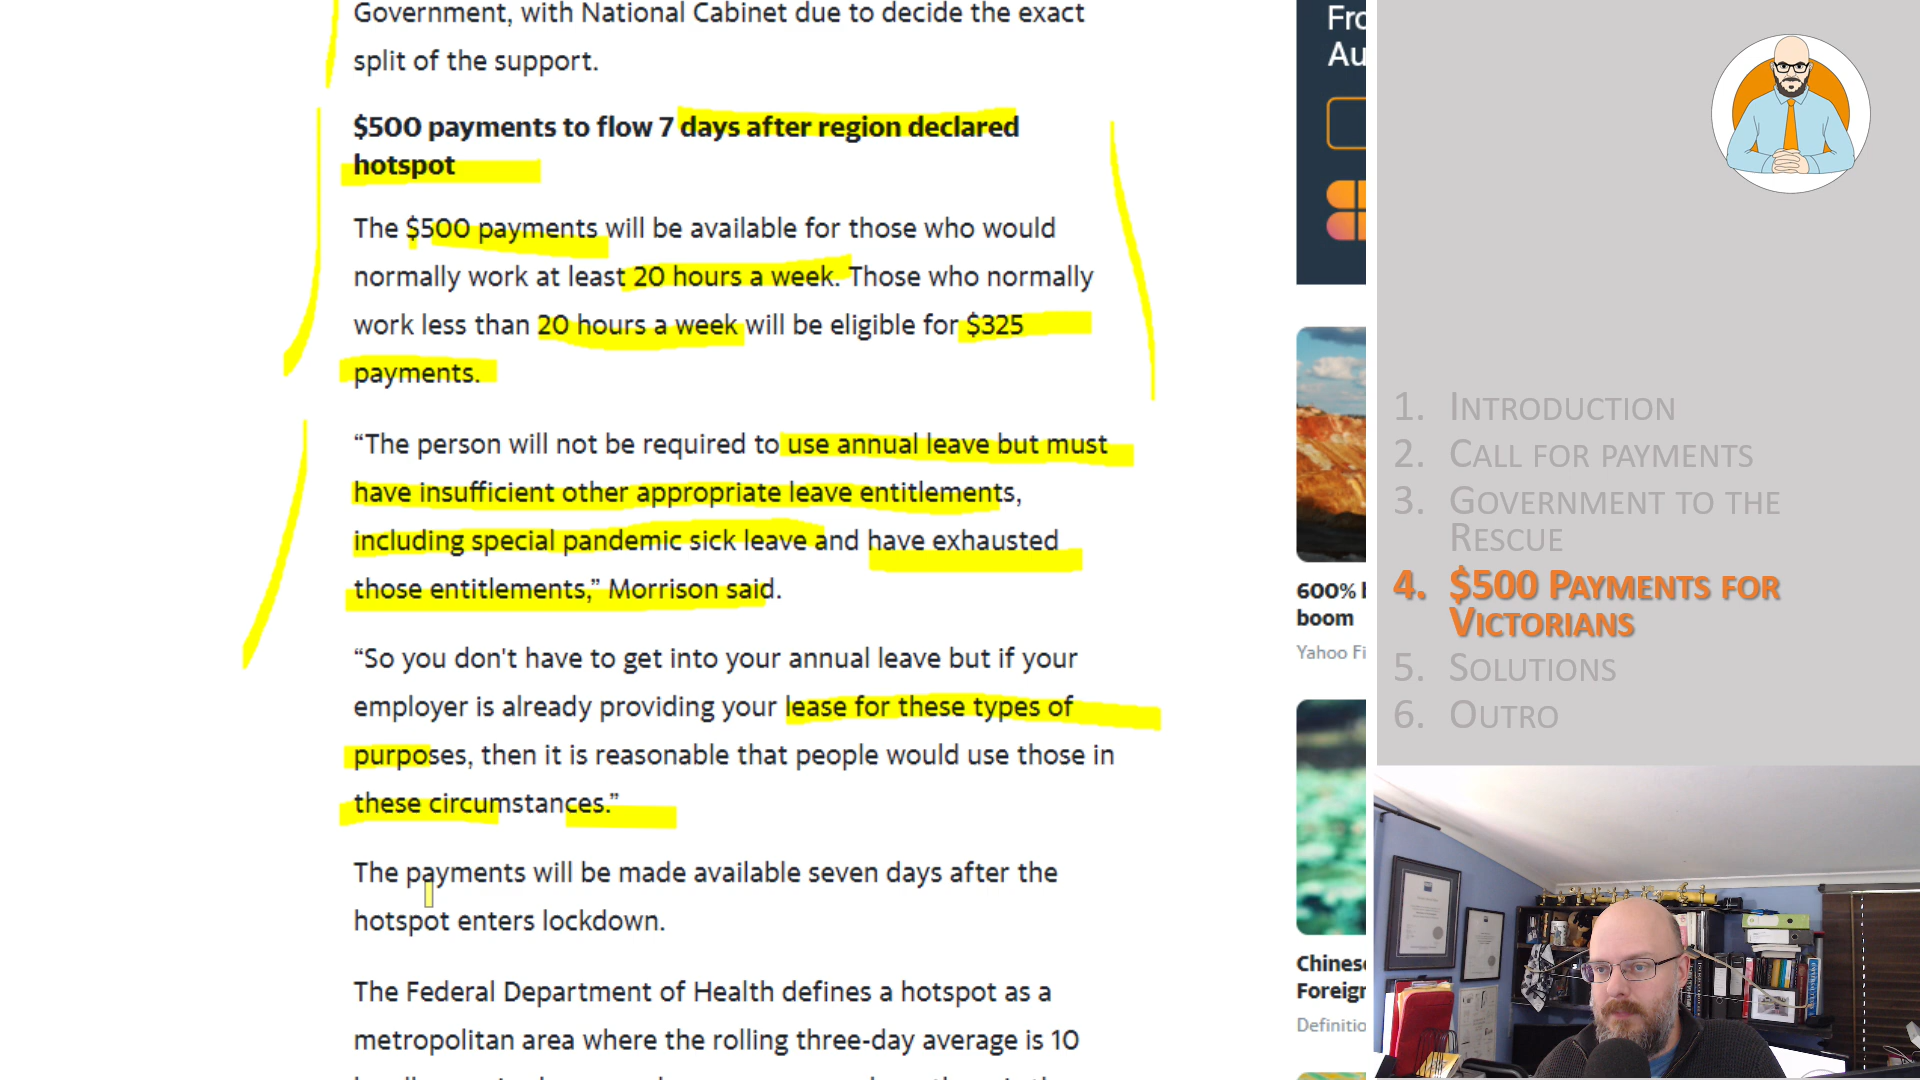 Government, with National Cabinet due to decide the exact
split of the support.
$500 payments to flow 7 days after region declared
hotspot
The $500 payments will be available for those who would
normally work at least 20 hours a week. Those who normally
work less than 20 hours a week will be eligible for $325
payments.
“The person will not be required to use annual leave but must
have insufficient other appropriate leave entitlements,
including special pandemic sick leave and have exhausted
those entitlements,” Morrison said.
“So you don't have to get into your annual leave but if your
employer is already providing your lease for these types of
purposes, then it is reasonable that people would use those in
these circumstances.”
The payments will be made available seven days after the
hotspot enters lockdown.
The Federal Department of Health defines a hotspot as a
metropolitan area where the rolling three-day average is 10
Fro
Au
600%
boom
Yahoo Fi
Chinese
Foreign
Definitio
1. INTRODUCTION
2. CALL FOR PAYMENTS
3. GOVERNMENT TO THE
RESCUE
4. $500 PAYMENTS FOR
VICTORIANS
5. SOLUTIONS
6. OUTRO